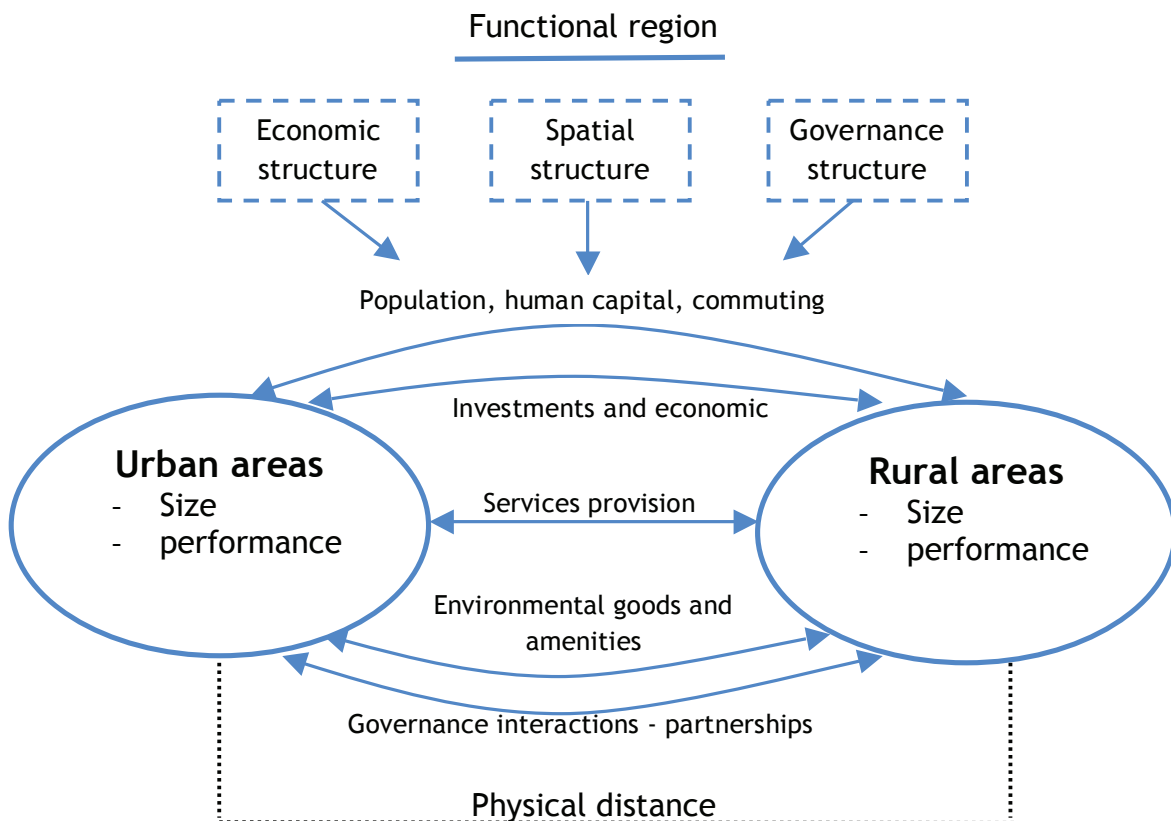 Functional region
Economic
structure
Spatial
structure
Governance
structure
Population, human capital, commuting
Investments and economic
Urban areas
- Size
- performance
Services provision
Rural areas
- Size
- performance
Environmental goods and
amenities
Governance interactions - partnerships
Physical distance